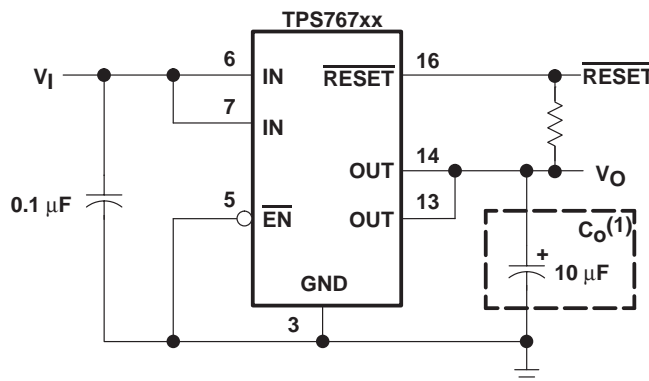 TPS767xx
6
16
VI
IN
RESET
RESET
7
IN
14
OUT
VO
0.1 μF
5
13
EN
OUT
Co(1)
+
10 μF
GND
3